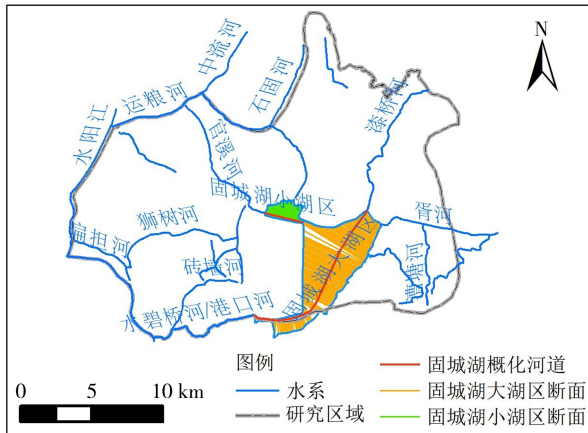 N
中流河
石固河
运粮河
漆桥河
水阳江
官溪河
固城湖小湖区
胥河
狮树河
扁担河
砖墙河
固城湖大湖区
漕塘河
水碧桥河/港口河
图例
固城湖概化河道
水系
固城湖大湖区断面
研究区域
固城湖小湖区断面
0 5 10 km